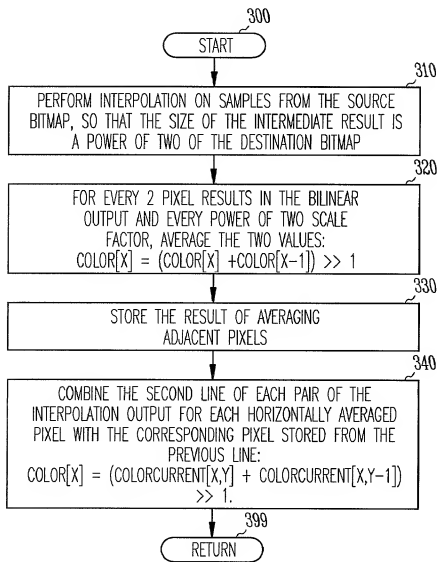 300
START
310
PERFORM INTERPOLATION ON SAMPLES FROM THE SOURCE
BITMAP, SO THAT THE SIZE OF THE INTERMEDIATE RESULT IS
A POWER OF TWO OF THE DESTINATION BITMAP
320
FOR EVERY 2 PIXEL RESULTS IN THE BILINEAR
OUTPUT AND EVERY POWER OF TWO SCALE
FACTOR, AVERAGE THE TWO VALUES:
COLOR[X] = (COLOR[X] +COLOR[X-1]) >> 1
330
STORE THE RESULT OF AVERAGING
ADJACENT PIXELS
340
COMBINE THE SECOND LINE OF EACH PAIR OF THE
INTERPOLATION OUTPUT FOR EACH HORIZONTALLY AVERAGED
PIXEL WITH THE CORRESPONDING PIXEL STORED FROM THE
PREVIOUS LINE:
COLOR[X] = (COLORCURRENT[X,Y] + COLORCURRENT[X,Y-1])
>> 1.
399
RETURN